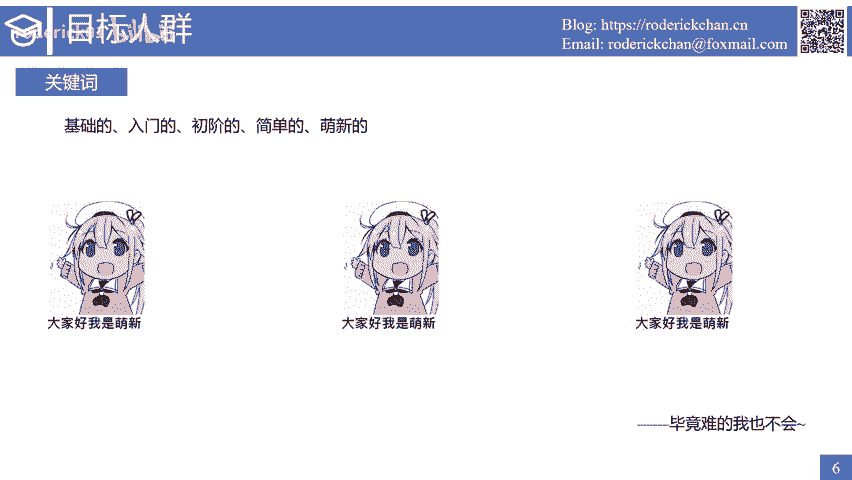 目标人群
Blog: https://roderickchan.cn
Email: roderickchan@foxmail.com
关键词
基础的、入门的、初阶的、简单的、萌新的
大家好我是萌新
大家好我是萌新
大家好我是萌新
--------毕竟难的我也不会~
6